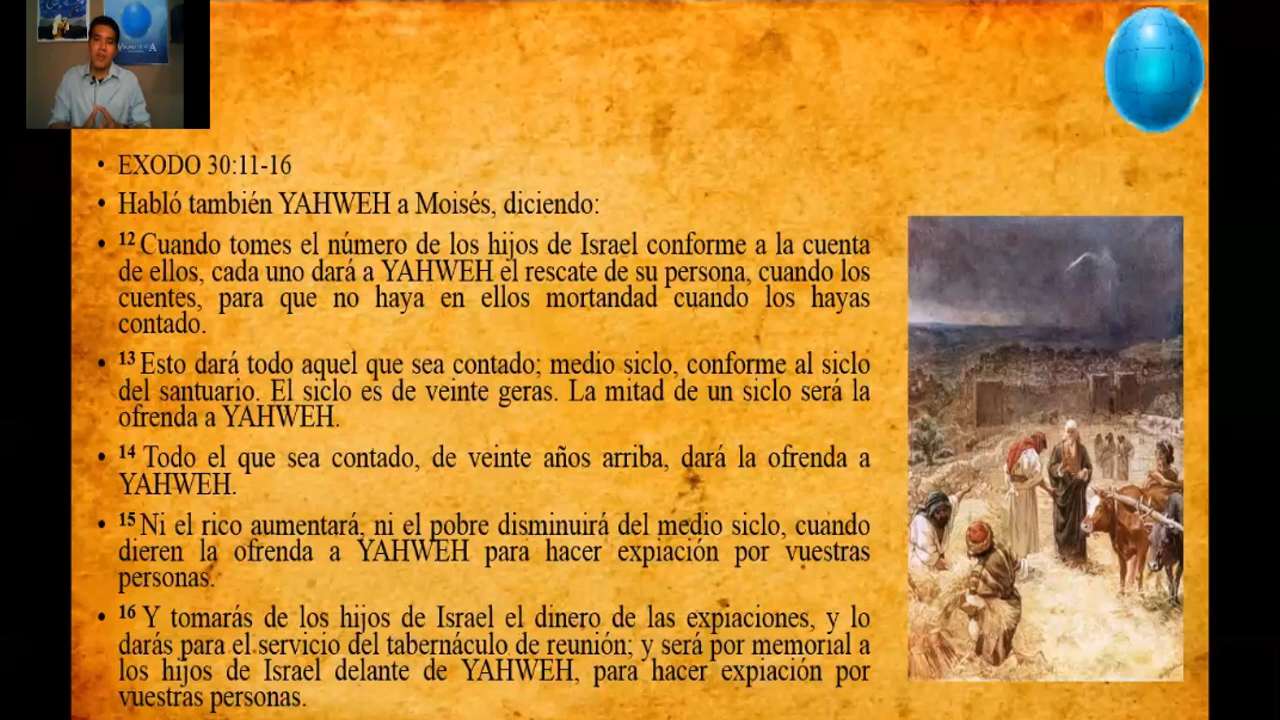 EXODO 30:11-16
Habló también YAHWEH a Moisés, diciendo:
12 Cuando tomes el número de los hijos de Israel conforme a la cuenta
de ellos, cada uno dará a YAHWEH el rescate de su persona, cuando los
cuentes, para que no haya en ellos mortandad cuando los hayas
contado.
13 Esto dará todo aquel que sea contado; medio siclo, conforme al siclo
del santuario. El siclo es de veinte geras. La mitad de un siclo será la
ofrenda a YAHWEH.
14 Todo el que sea contado, de veinte años arriba, dará la ofrenda a
YAHWEH.
15 Ni el rico aumentará, ni el pobre disminuirá del medio siclo, cuando
dieren la ofrenda a YAHWEH para hacer expiación por vuestras
personas.
16 Y tomarás de los hijos de Israel el dinero de las expiaciones, y lo
darás para el servicio del tabernáculo de reunión; y será por memorial a
los hijos de Israel delante de YAHWEH, para hacer expiación por
vuestras personas.